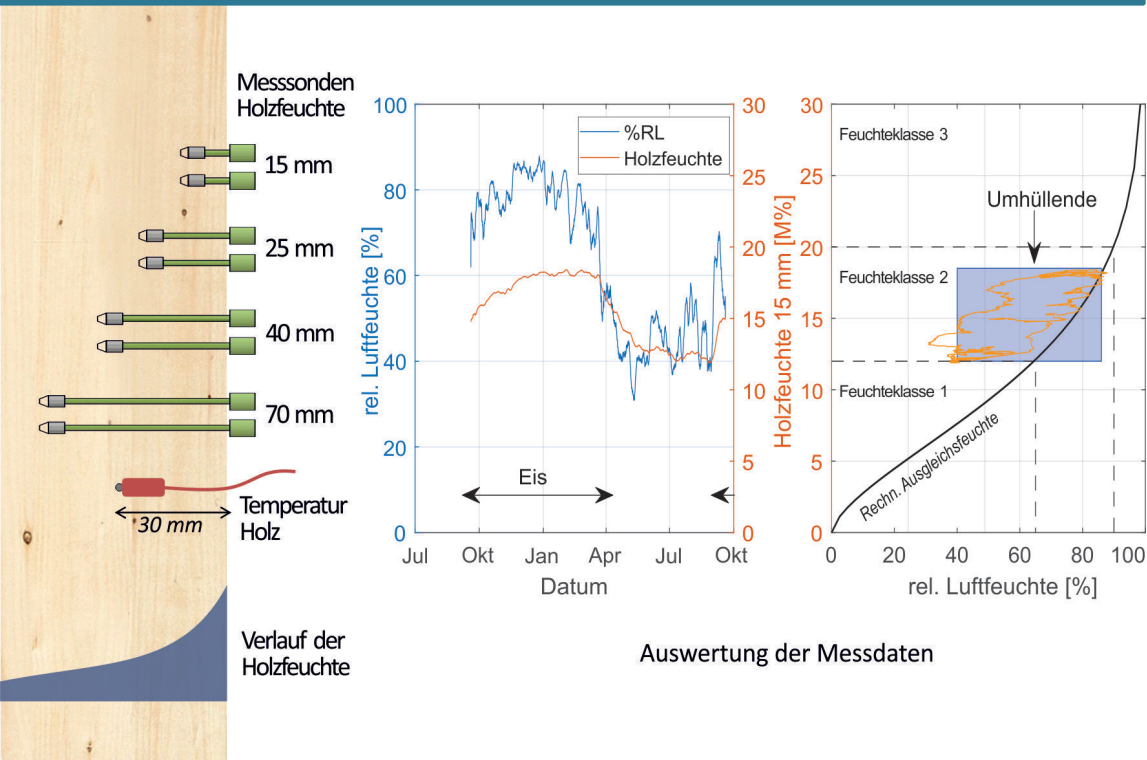 Messsonden
Holzfeuchte
15 mm
25 mm
40 mm
70 mm
30 mm
Temperatur
Holz
Verlauf der
Holzfeuchte
100
80
60
40
20
0
rel. Luftfeuchte [%]
%RL
Holzfeuchte
Eis
Jul
Okt
Jan
Apr
Jul
Okt
Datum
30
25
20
15
10
5
0
Holzfeuchte 15 mm [M%]
30
25
20
15
10
5
0
Feuchteklasse 3
Umhüllende
Feuchteklasse 2
Feuchteklasse 1
Rechn. Ausgleichsfeuchte
0
20
40
60
80
100
rel. Luftfeuchte [%]
Auswertung der Messdaten